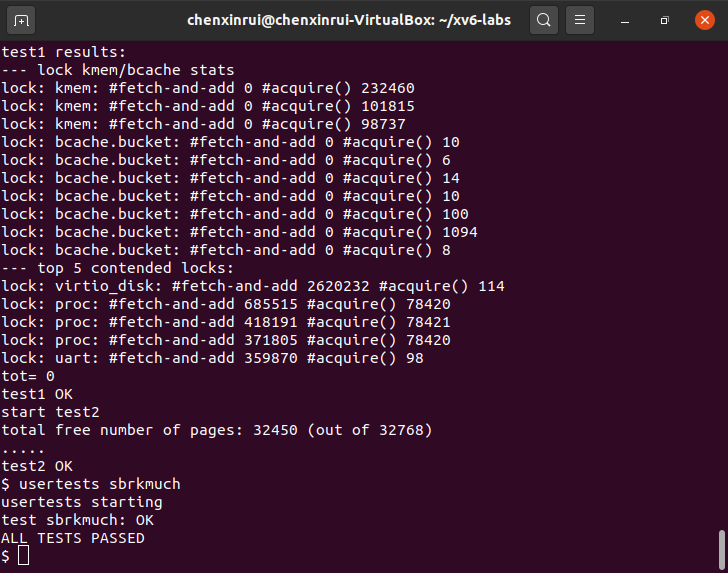 chenxinrui@chenxinrui-VirtualBox: ~/xv6-labs
test1 results:
--- lock kmem/bcache stats
lock: kmem: #fetch-and-add 0 #acquire() 232460
lock: kmem: #fetch-and-add 0 #acquire() 101815
lock: kmem: #fetch-and-add 0 #acquire() 98737
lock: bcache.bucket: #fetch-and-add 0 #acquire() 10
lock: bcache.bucket: #fetch-and-add 0 #acquire() 6
lock: bcache.bucket: #fetch-and-add 0 #acquire() 14
lock: bcache.bucket: #fetch-and-add 0 #acquire() 10
lock: bcache.bucket: #fetch-and-add 0 #acquire() 100
lock: bcache.bucket: #fetch-and-add 0 #acquire() 1094
lock: bcache.bucket: #fetch-and-add 0 #acquire() 8
--- top 5 contended locks:
lock: virtio_disk: #fetch-and-add 2620232 #acquire() 114
lock: proc: #fetch-and-add 685515 #acquire() 78420
lock: proc: #fetch-and-add 418191 #acquire() 78421
lock: proc: #fetch-and-add 371805 #acquire() 78420
lock: uart: #fetch-and-add 359870 #acquire() 98
tot= 0
test1 OK
start test2
total free number of pages: 32450 (out of 32768)
.....
test2 OK
$ usertests sbrkmuch
usertests starting
test sbrkmuch: OK
ALL TESTS PASSED
$